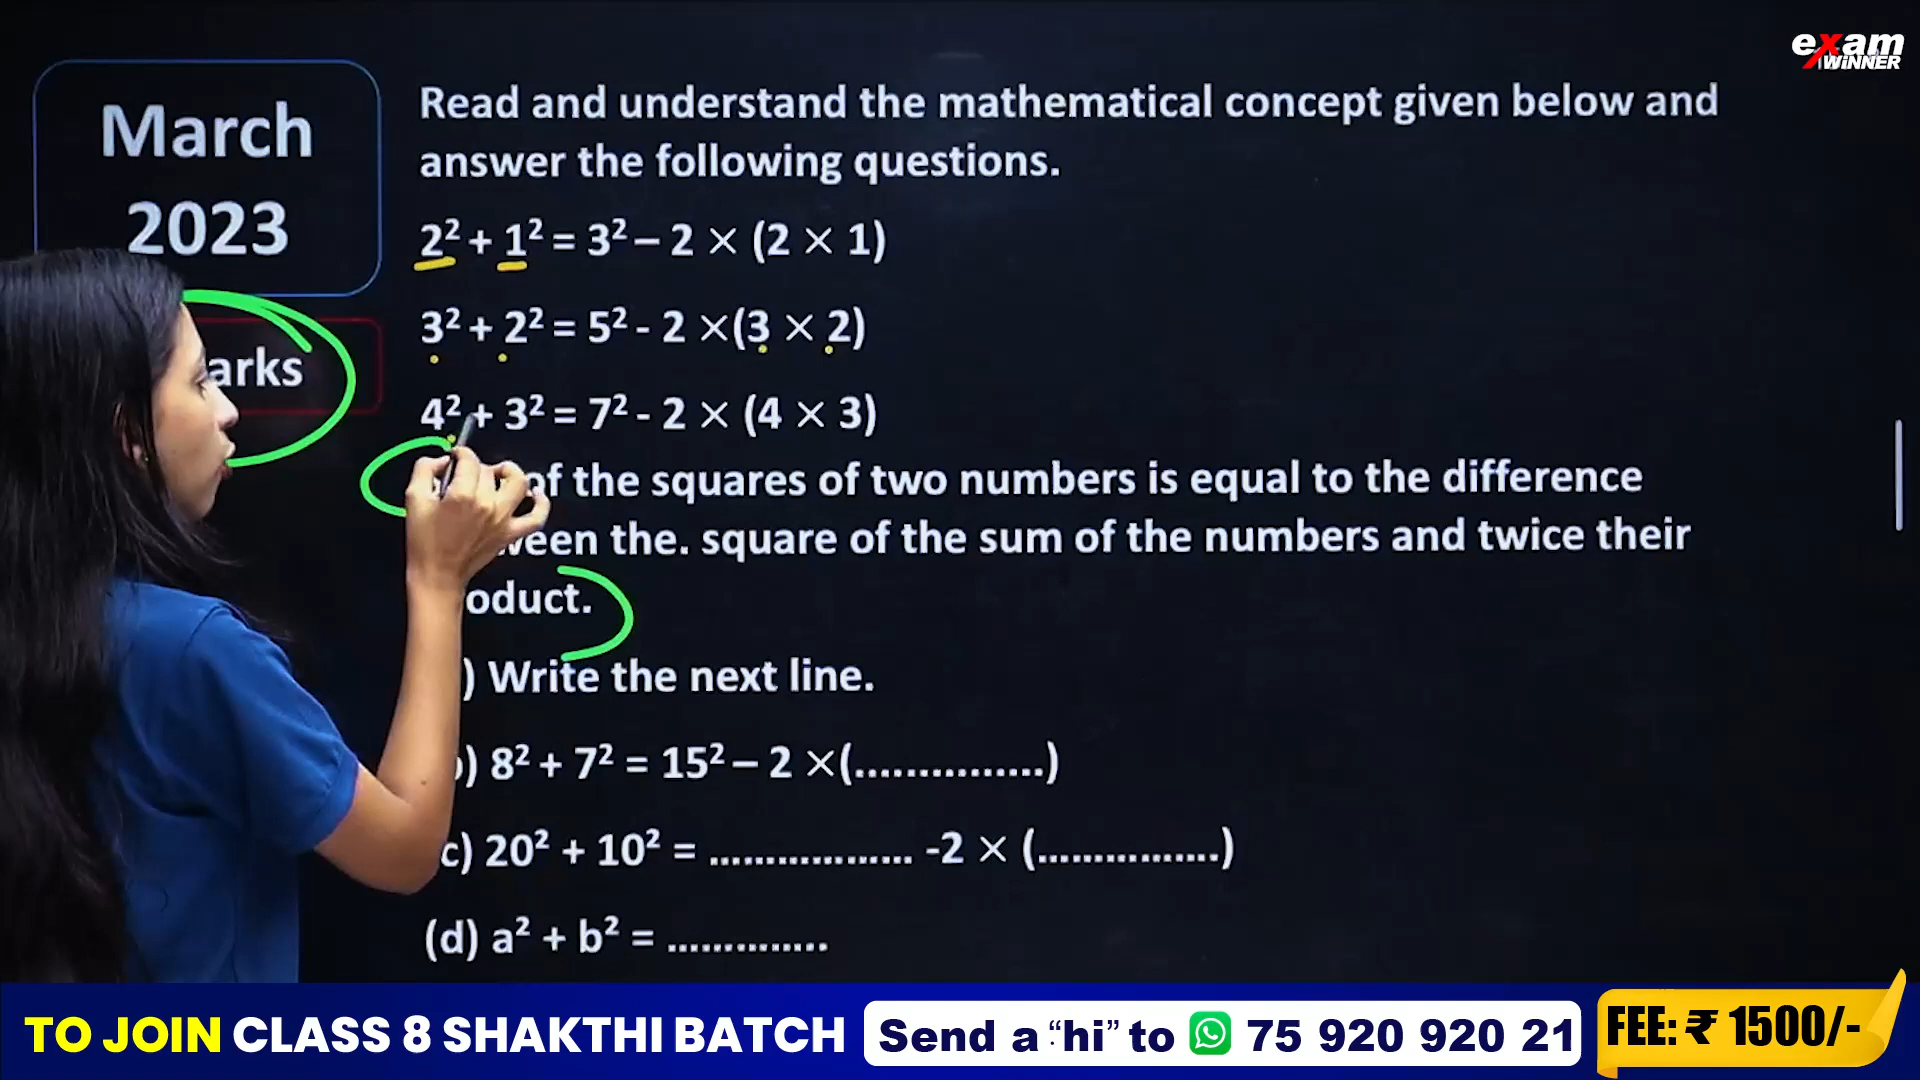 exam
WiNNER
March
2023
arks
Read and understand the mathematical concept given below and
answer the following questions.
2² + 1² = 3² – 2 × (2 × 1)
3² + 2² = 5² - 2 ×(3 × 2)
4² + 3² = 7² - 2 × (4 × 3)
of the squares of two numbers is equal to the difference
ween the. square of the sum of the numbers and twice their
oduct.
) Write the next line.
) 8² + 7² = 15² – 2 ×(................)
c) 20² + 10² = ................... -2 × (.................)
(d) a² + b² = ..............
TO JOIN CLASS 8 SHAKTHI BATCH Send a “hi” to 75 920 920 21 FEE: ₹ 1500/-